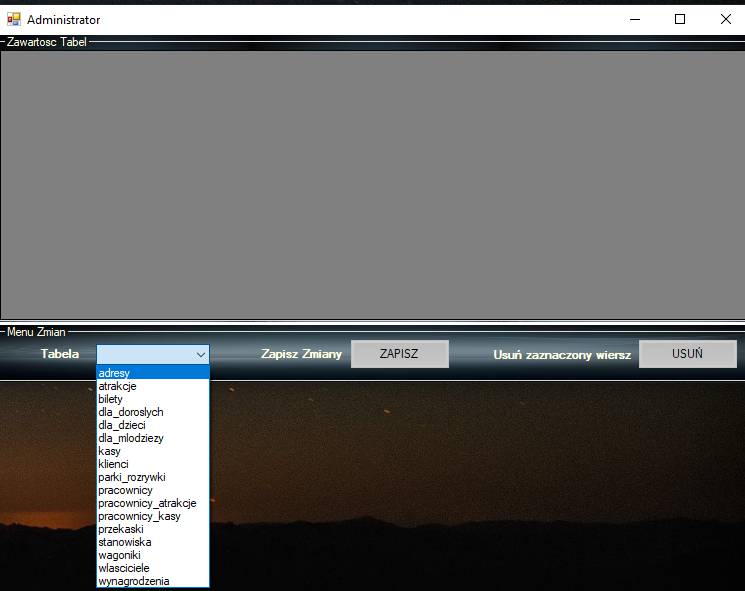 Administrator
Zawartosc Tabel
Menu Zmian
Tabela
Zapisz Zmiany
ZAPISZ
Usuń zaznaczony wiersz
USUŃ
adresy
atrakcje
bilety
dla_doroslych
dla_dzieci
dla_mlodziezy
kasy
klienci
parki_rozrywki
pracownicy
pracownicy_atrakcje
pracownicy_kasy
przekaski
stanowiska
wagoniki
wlasciciele
wynagrodzenia